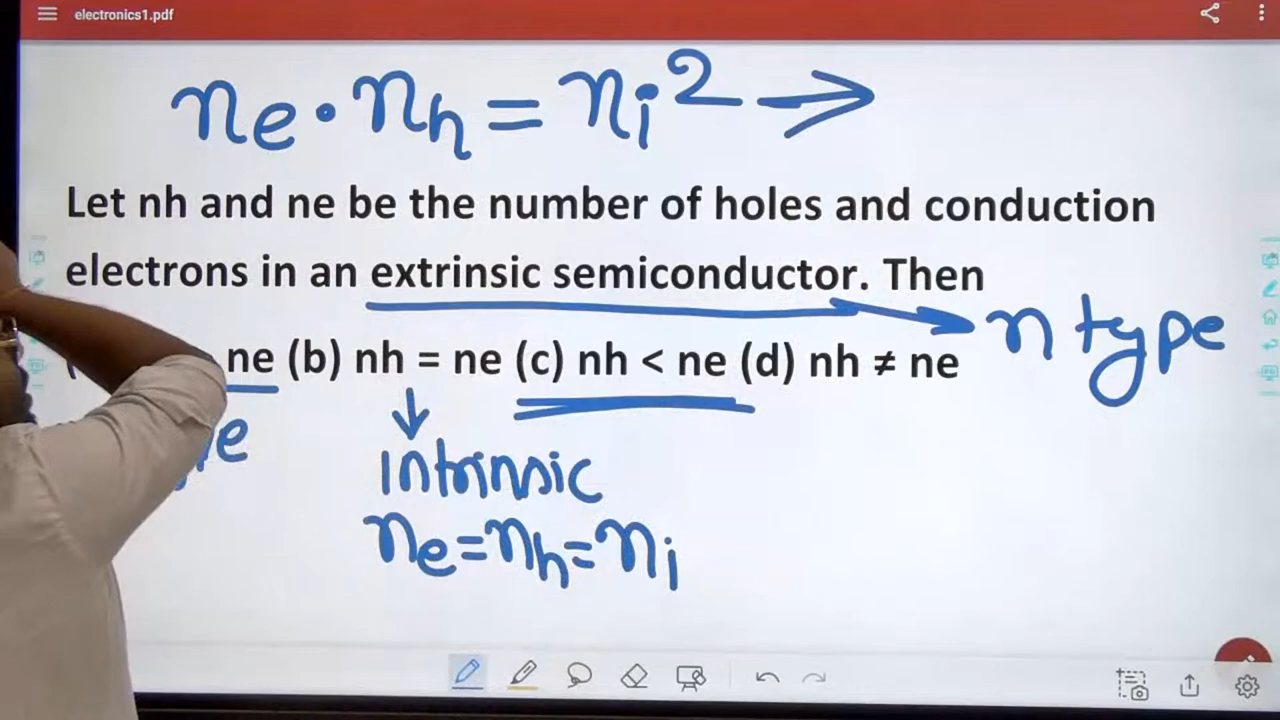 electronics1.pdf
ne · nh = ni² →
Let nh and ne be the number of holes and conduction
electrons in an extrinsic semiconductor. Then
n type
ne (b) nh = ne (c) nh < ne (d) nh ≠ ne
intrinsic
ne = nh = ni